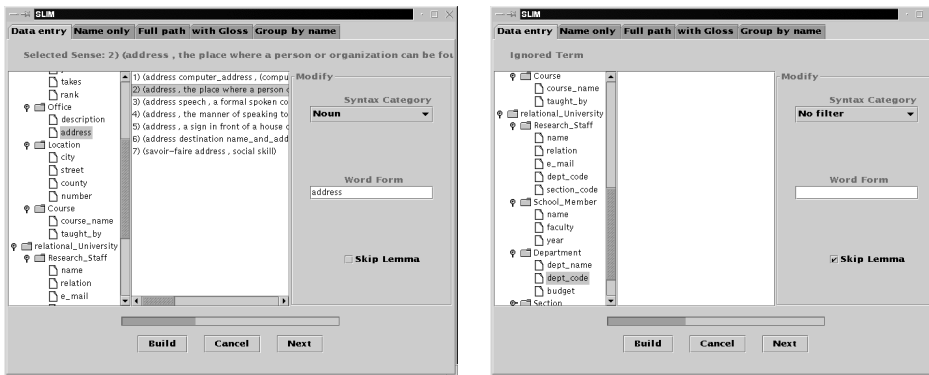 SLIM
Data entry Name only Full path with Gloss Group by name
Selected Sense: 2) (address , the place where a person or organization can be fou
takes
rank
Office
description
address
Location
city
street
county
number
Course
course_name
taught_by
relational_University
Research_Staff
name
relation
e_mail
1) (address computer_address , (compu
2) (address , the place where a person o
3) (address speech , a formal spoken co
4) (address , the manner of speaking to
5) (address , a sign in front of a house o
6) (address destination name_and_add
7) (savoir-faire address , social skill)
Modify
Syntax Category
Noun
Word Form
address
Skip Lemma
Build Cancel Next
SLIM
Data entry Name only Full path with Gloss Group by name
Ignored Term
Course
course_name
taught_by
relational_University
Research_Staff
name
relation
e_mail
dept_code
section_code
School_Member
name
faculty
year
Department
dept_name
dept_code
budget
Section
Modify
Syntax Category
No filter
Word Form
Skip Lemma
Build Cancel Next